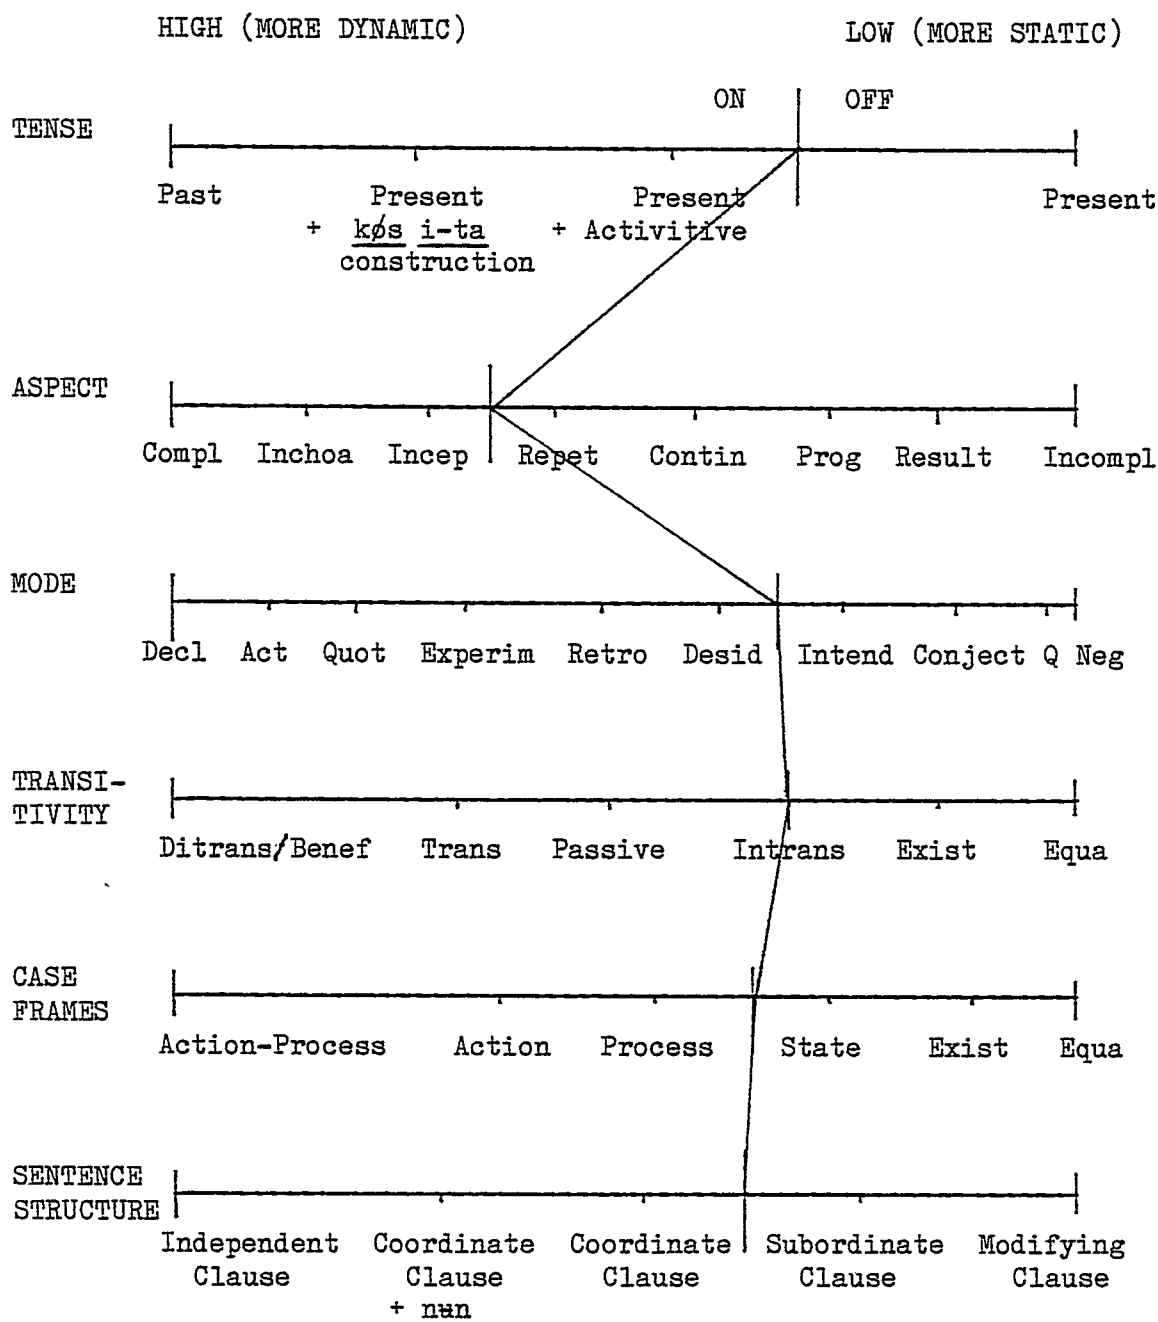 HIGH (MORE DYNAMIC) LOW (MORE STATIC)
ON OFF
TENSE
Past Present Present Present
+ køs i-ta + Activitive
construction
ASPECT
Compl Inchoa Incep Repet Contin Prog Result Incompl
MODE
Decl Act Quot Experim Retro Desid Intend Conject Q Neg
TRANSI-
TIVITY
Ditrans/Benef Trans Passive Intrans Exist Equa
CASE
FRAMES
Action-Process Action Process State Exist Equa
SENTENCE
STRUCTURE
Independent Coordinate Coordinate Subordinate Modifying
Clause Clause Clause Clause Clause
+ nʉn